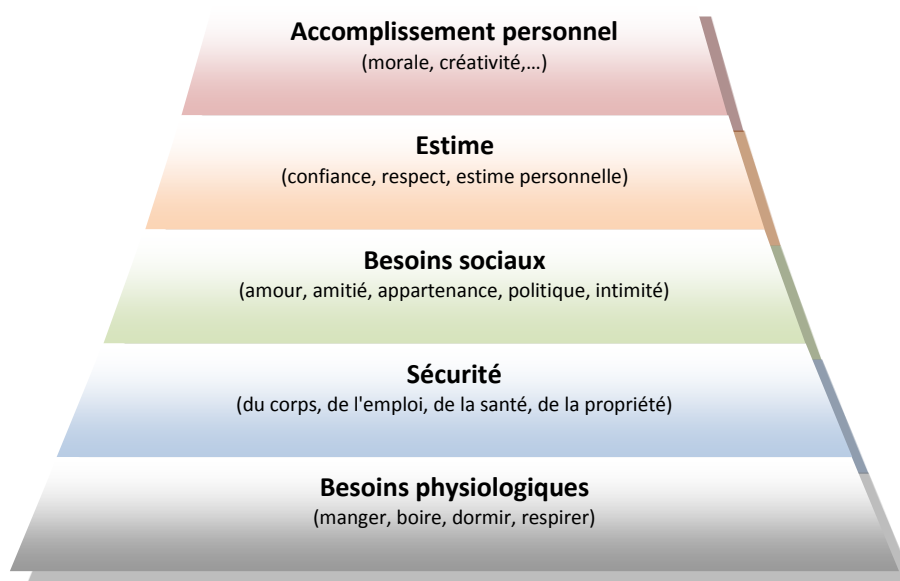 Accomplissement personnel
(morale, créativité,…)
Estime
(confiance, respect, estime personnelle)
Besoins sociaux
(amour, amitié, appartenance, politique, intimité)
Sécurité
(du corps, de l'emploi, de la santé, de la propriété)
Besoins physiologiques
(manger, boire, dormir, respirer)